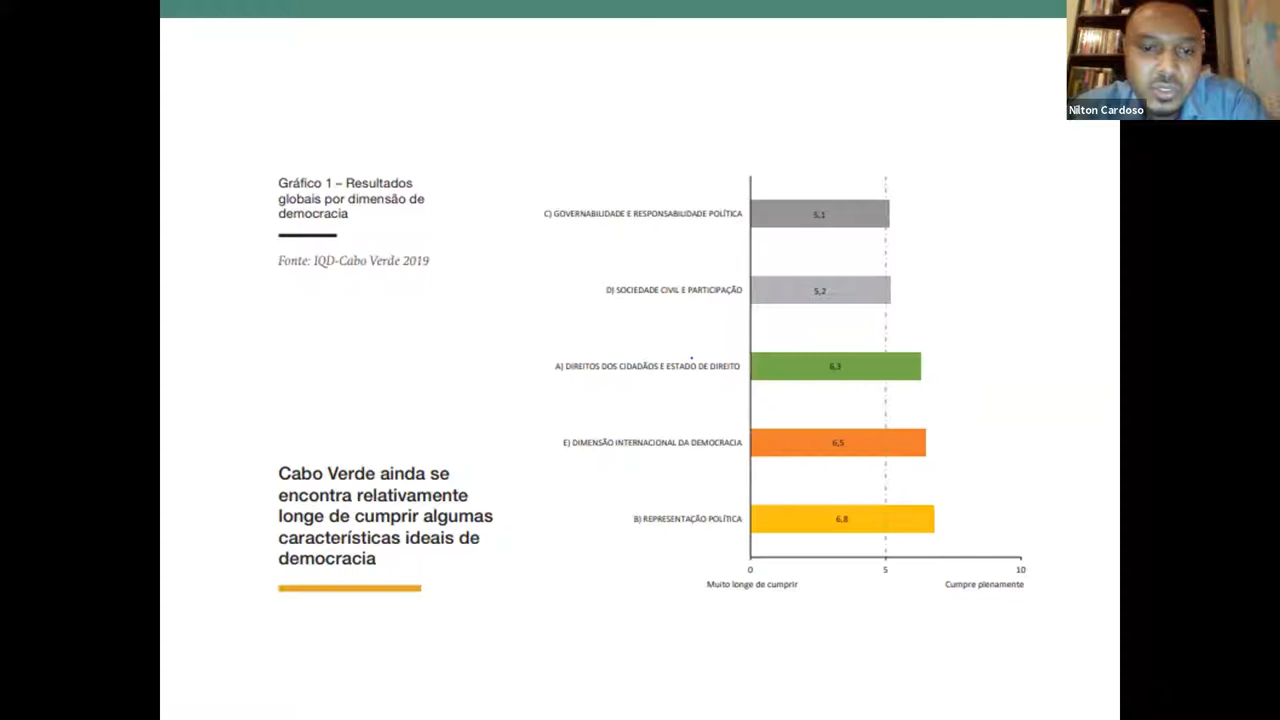 Nilton Cardoso
Gráfico 1 – Resultados
globais por dimensão de
democracia
Fonte: IQD-Cabo Verde 2019
Cabo Verde ainda se
encontra relativamente
longe de cumprir algumas
características ideais de
democracia
C) GOVERNABILIDADE E RESPONSABILIDADE POLÍTICA
5,1
D) SOCIEDADE CIVIL E PARTICIPAÇÃO
5,2
A) DIREITOS DOS CIDADÃOS E ESTADO DE DIREITO
6,3
E) DIMENSÃO INTERNACIONAL DA DEMOCRACIA
6,5
B) REPRESENTAÇÃO POLÍTICA
6,8
0 5 10
Muito longe de cumprir Cumpre plenamente